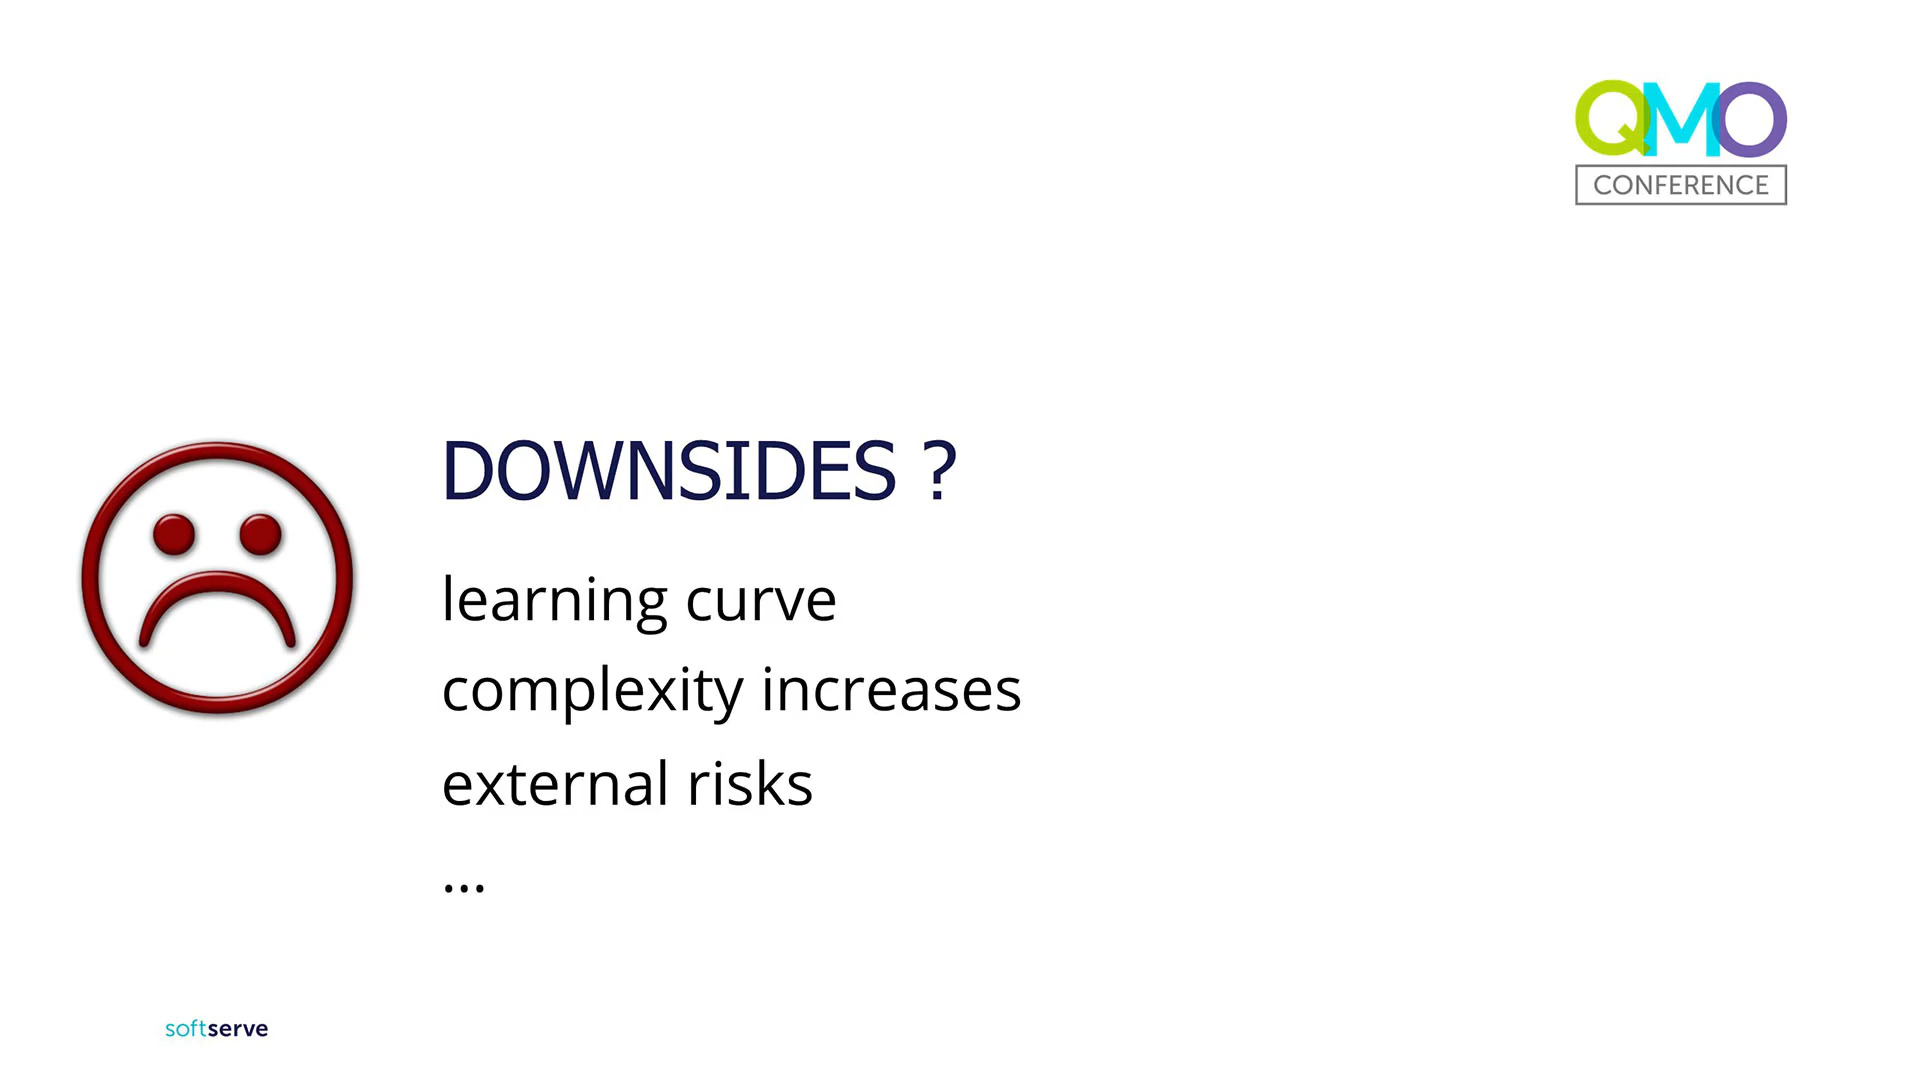 QMO
CONFERENCE
DOWNSIDES ?
learning curve
complexity increases
external risks
...
softserve